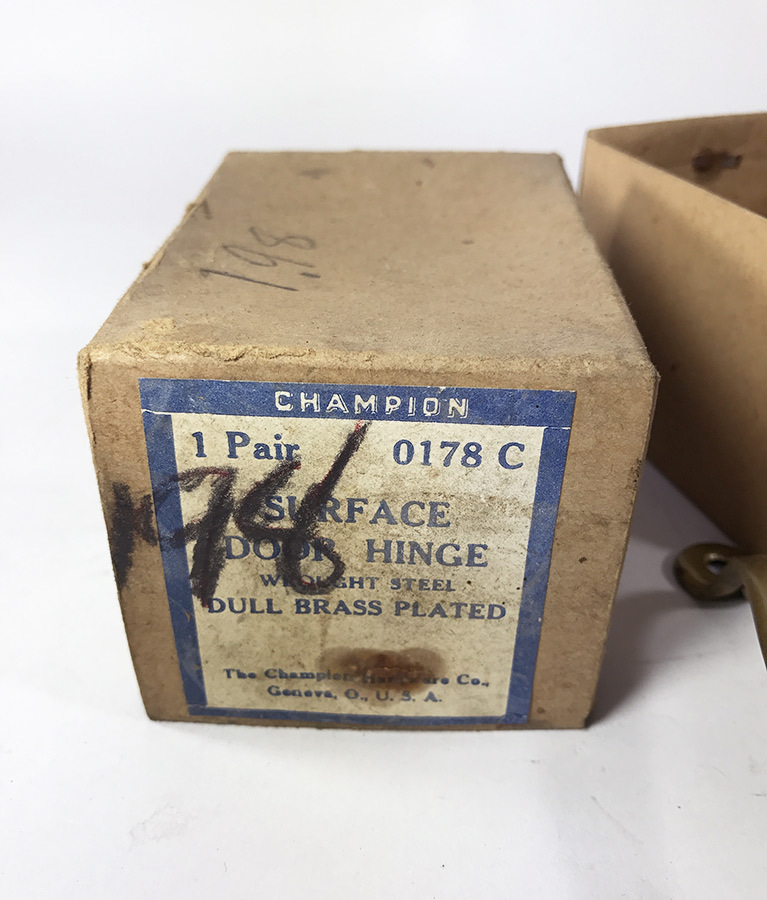 1.98
CHAMPION
1 Pair 0178 C
178
SURFACE
DOOR HINGE
WROUGHT STEEL
DULL BRASS PLATED
The Champion Hardware Co.,
Geneva, O., U. S. A.